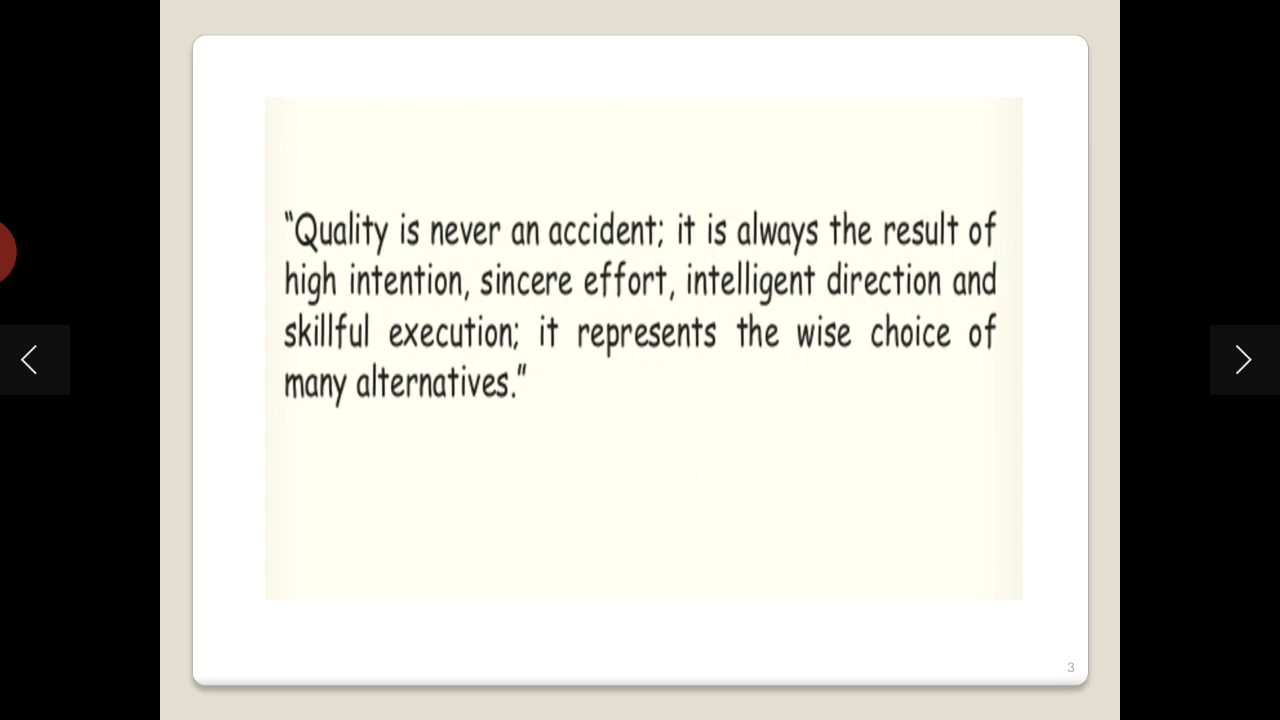 “Quality is never an accident; it is always the result of
high intention, sincere effort, intelligent direction and
skillful execution; it represents the wise choice of
many alternatives.”
3